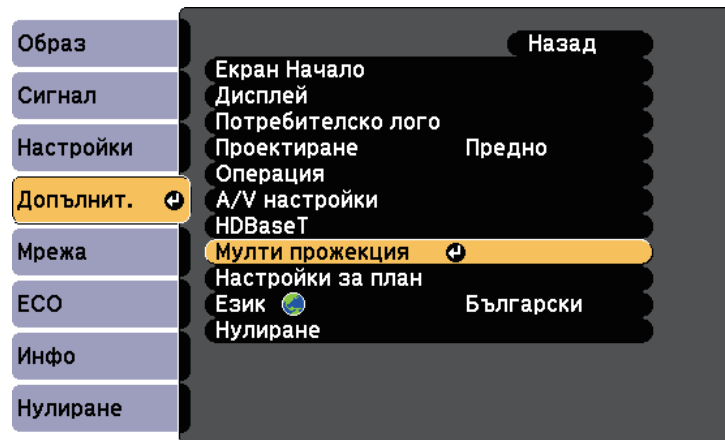 Образ
Сигнал
Настройки
Допълнит.
Мрежа
ECO
Инфо
Нулиране
Назад
Екран Начало
Дисплей
Потребителско лого
Проектиране Предно
Операция
A/V настройки
HDBaseT
Мулти прожекция
Настройки за план
Език Български
Нулиране